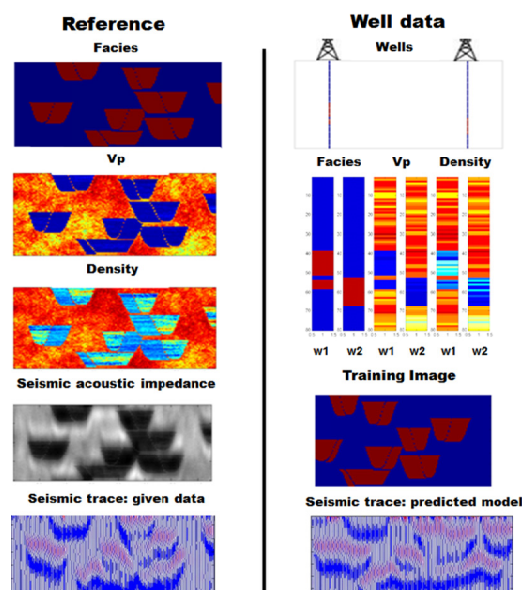 Reference
Facies
Vp
Density
Seismic acoustic impedance
Seismic trace: given data
Well data
Wells
Facies Vp Density
w1 w2 w1 w2 w1 w2
Training Image
Seismic trace: predicted model